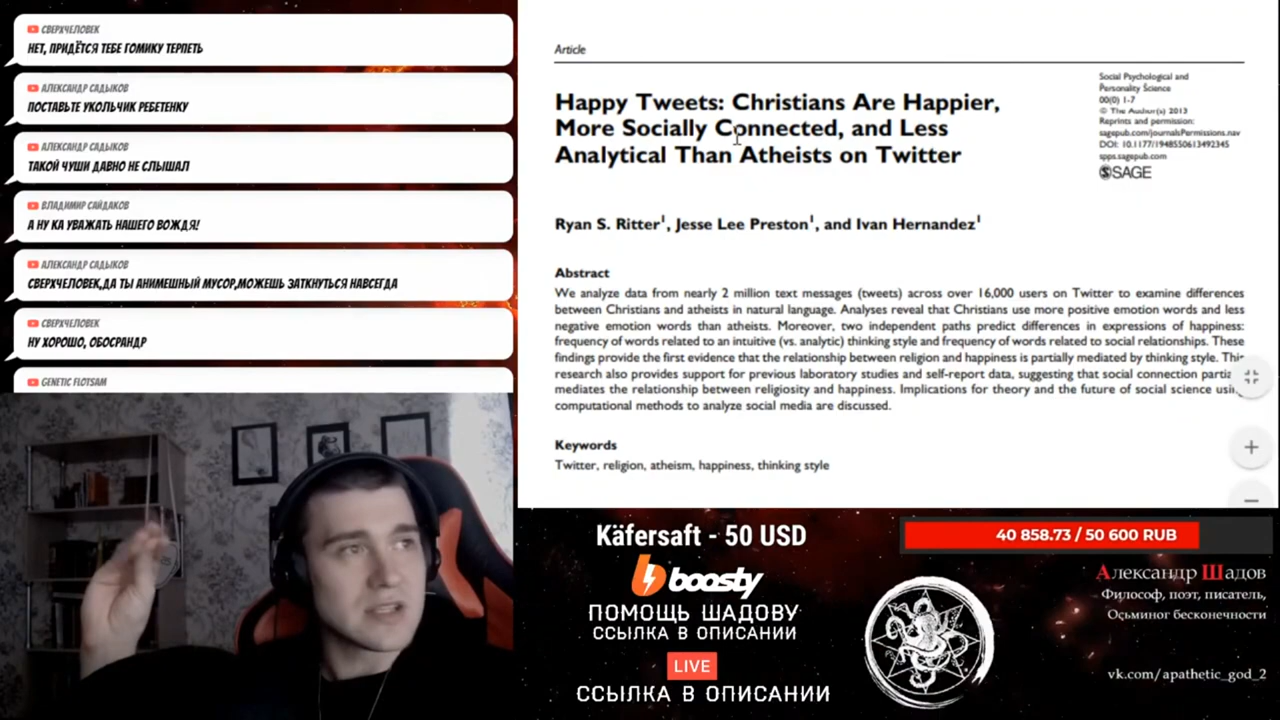 СВЕРХЧЕЛОВЕК
НЕТ, ПРИДЁТСЯ ТЕБЕ ГОМИКУ ТЕРПЕТЬ
АЛЕКСАНДР САДЫКОВ
ПОСТАВЬТЕ УКОЛЬЧИК РЕБЕТЕНКУ
АЛЕКСАНДР САДЫКОВ
ТАКОЙ ЧУШИ ДАВНО НЕ СЛЫШАЛ
ВЛАДИМИР САЙДАКОВ
А НУ КА УВАЖАТЬ НАШЕГО ВОЖДЯ!
АЛЕКСАНДР САДЫКОВ
СВЕРХЧЕЛОВЕК,ДА ТЫ АНИМЕШНЫЙ МУСОР,МОЖЕШЬ ЗАТКНУТЬСЯ НАВСЕГДА
СВЕРХЧЕЛОВЕК
НУ ХОРОШО, ОБОСРАНДР
GENETIC FLOTSAM
Article
Happy Tweets: Christians Are Happier,
More Socially Connected, and Less
Analytical Than Atheists on Twitter
Social Psychological and
Personality Science
00(0) 1-7
© The Author(s) 2013
Reprints and permission:
sagepub.com/journalsPermissions.nav
DOI: 10.1177/1948550613492345
spps.sagepub.com
SAGE
Ryan S. Ritter1, Jesse Lee Preston1, and Ivan Hernandez1
Abstract
We analyze data from nearly 2 million text messages (tweets) across over 16,000 users on Twitter to examine differences
between Christians and atheists in natural language. Analyses reveal that Christians use more positive emotion words and less
negative emotion words than atheists. Moreover, two independent paths predict differences in expressions of happiness:
frequency of words related to an intuitive (vs. analytic) thinking style and frequency of words related to social relationships. These
findings provide the first evidence that the relationship between religion and happiness is partially mediated by thinking style. This
research also provides support for previous laboratory studies and self-report data, suggesting that social connection partia
mediates the relationship between religiosity and happiness. Implications for theory and the future of social science using
computational methods to analyze social media are discussed.
Keywords
Twitter, religion, atheism, happiness, thinking style
Käfersaft - 50 USD
boosty
ПОМОЩЬ ШАДОВУ
ССЫЛКА В ОПИСАНИИ
LIVE
ССЫЛКА В ОПИСАНИИ
40 858.73 / 50 600 RUB
Александр Шадов
Философ, поэт, писатель,
Осьминог бесконечности
vk.com/apathetic_god_2